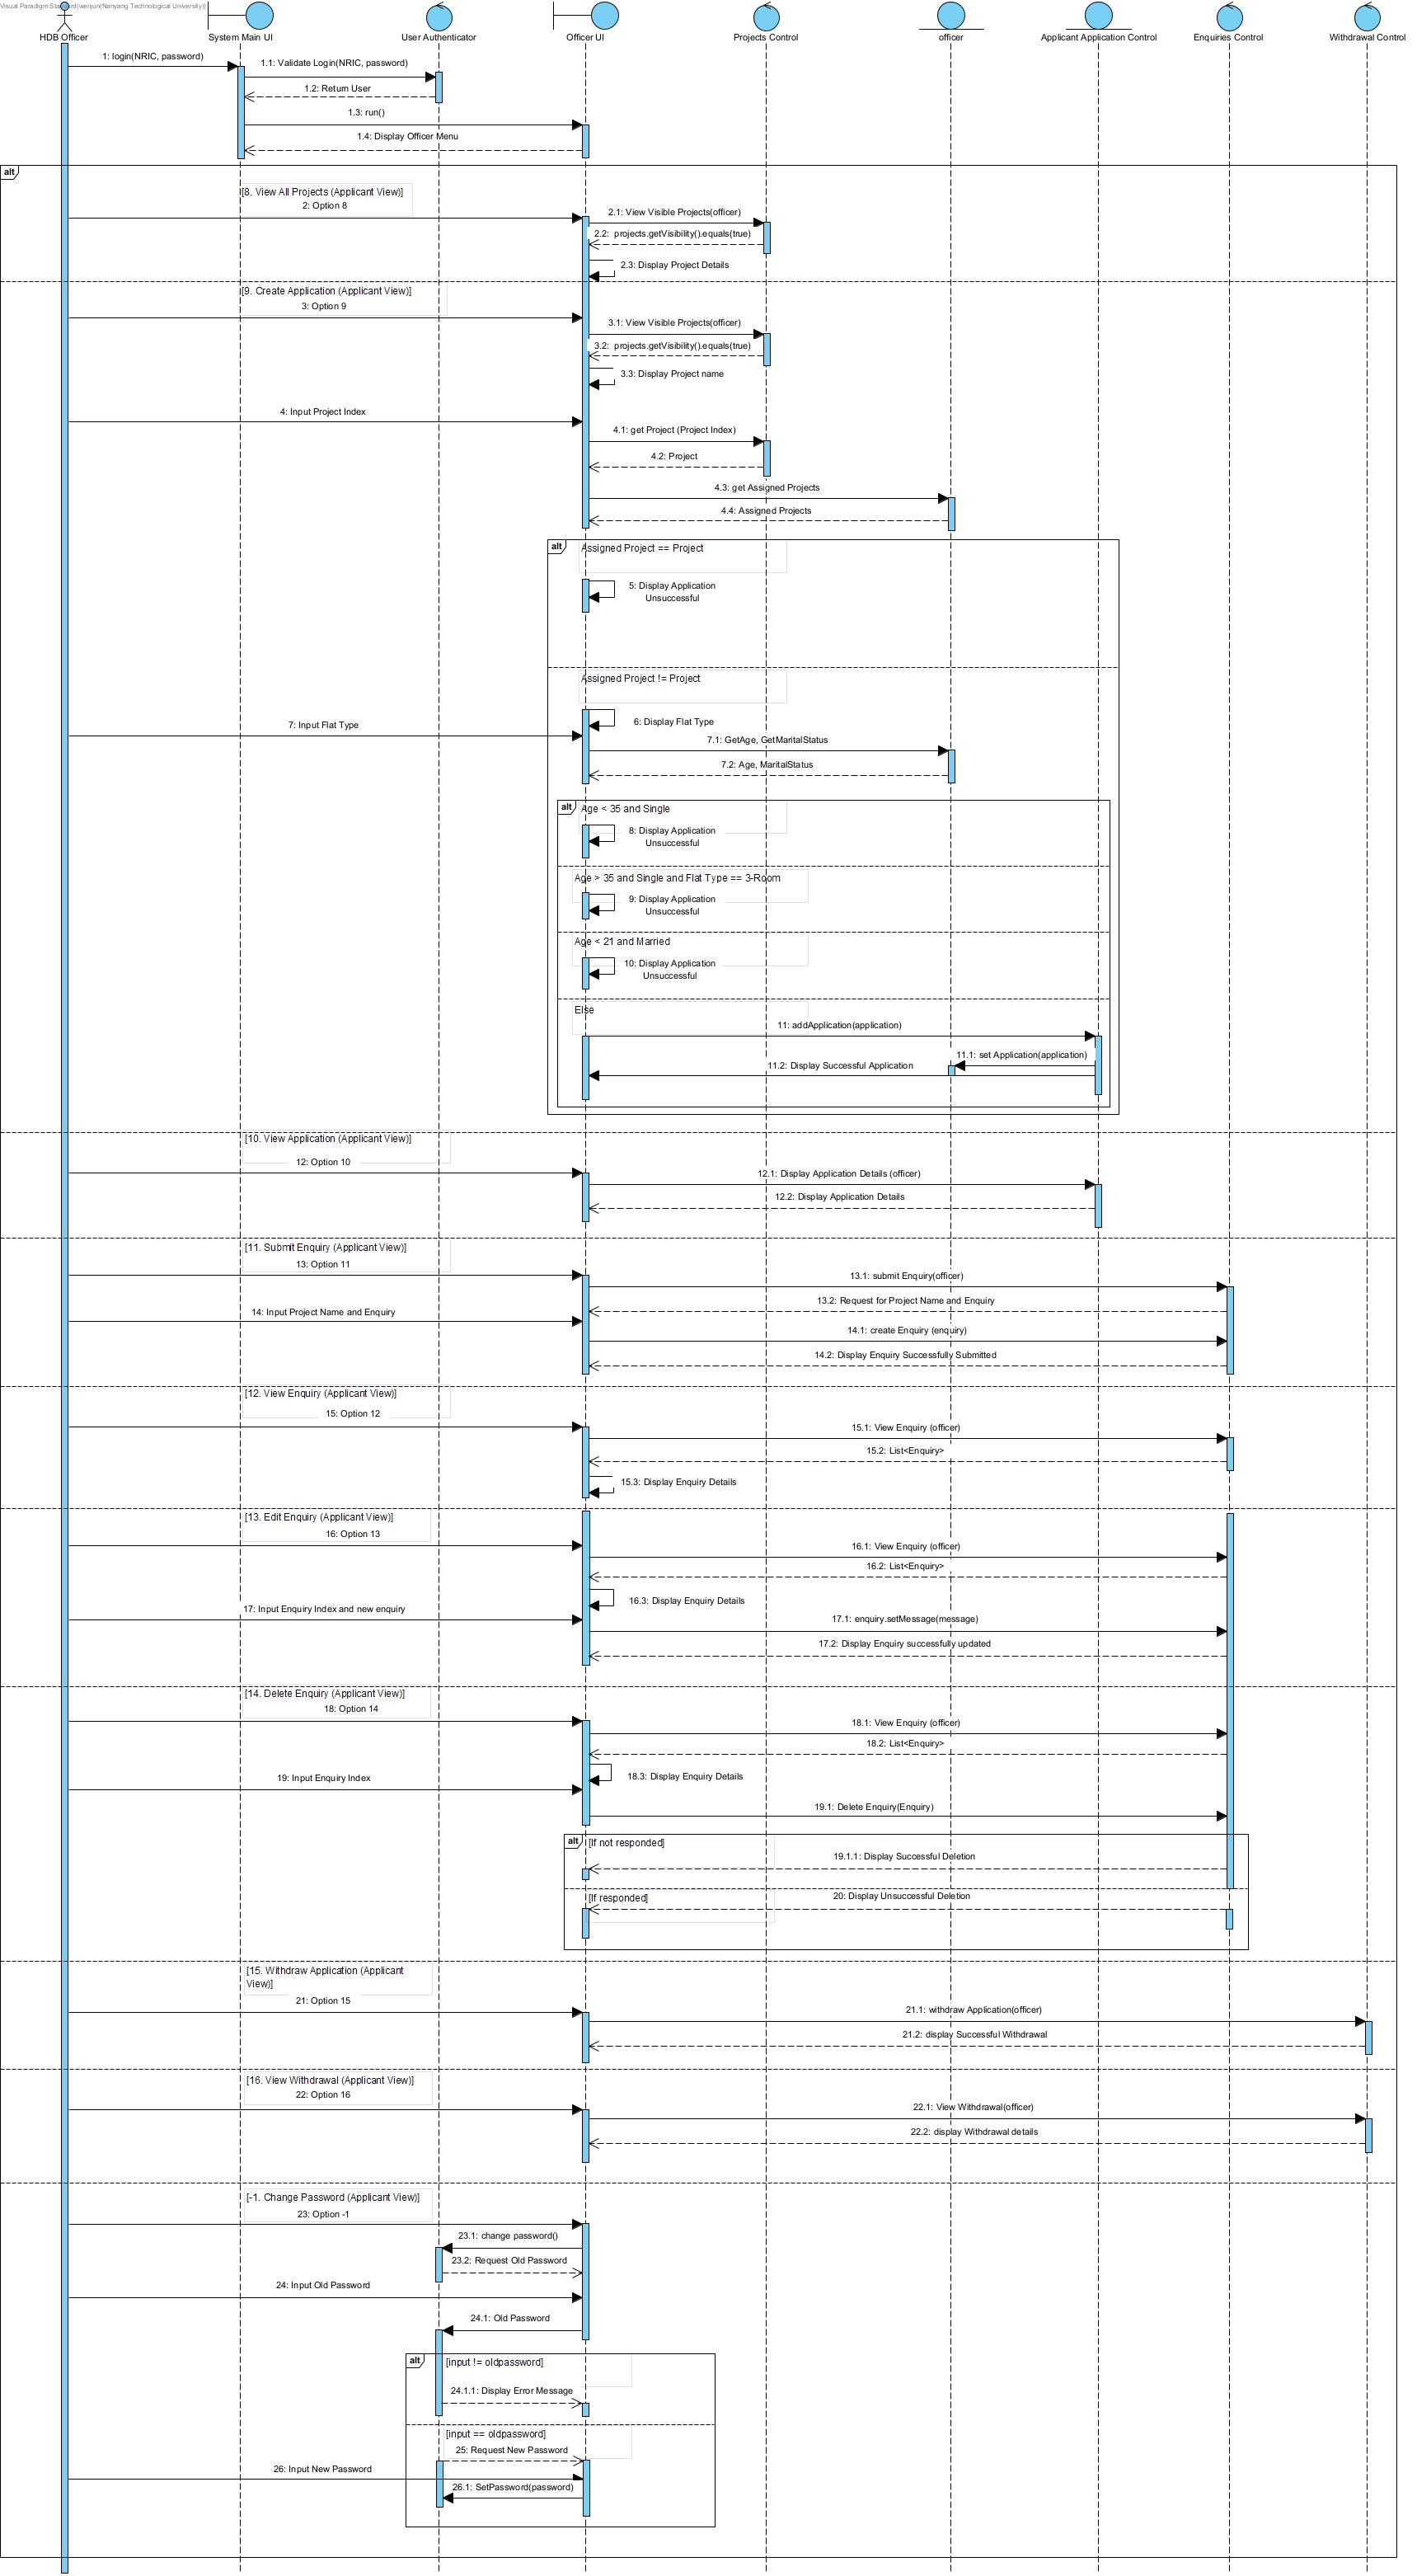 Visual Paradigm Standard(wenjun(Nanyang Technological University))
HDB Officer
System Main UI
User Authenticator
Officer UI
Projects Control
officer
Applicant Application Control
Enquiries Control
Withdrawal Control
1: login(NRIC, password)
1.1: Validate Login(NRIC, password)
1.2: Return User
1.3: run()
1.4: Display Officer Menu
alt
[8. View All Projects (Applicant View)]
2: Option 8
2.1: View Visible Projects(officer)
2.2: projects.getVisibility().equals(true)
2.3: Display Project Details
[9. Create Application (Applicant View)]
3: Option 9
3.1: View Visible Projects(officer)
3.2: projects.getVisibility().equals(true)
3.3: Display Project name
4: Input Project Index
4.1: get Project (Project Index)
4.2: Project
4.3: get Assigned Projects
4.4: Assigned Projects
alt
Assigned Project == Project
5: Display Application
Unsuccessful
Assigned Project != Project
6: Display Flat Type
7: Input Flat Type
7.1: GetAge, GetMaritalStatus
7.2: Age, MaritalStatus
alt
Age < 35 and Single
8: Display Application
Unsuccessful
Age > 35 and Single and Flat Type == 3-Room
9: Display Application
Unsuccessful
Age < 21 and Married
10: Display Application
Unsuccessful
Else
11: addApplication(application)
11.1: set Application(application)
11.2: Display Successful Application
[10. View Application (Applicant View)]
12: Option 10
12.1: Display Application Details (officer)
12.2: Display Application Details
[11. Submit Enquiry (Applicant View)]
13: Option 11
13.1: submit Enquiry(officer)
13.2: Request for Project Name and Enquiry
14: Input Project Name and Enquiry
14.1: create Enquiry (enquiry)
14.2: Display Enquiry Successfully Submitted
[12. View Enquiry (Applicant View)]
15: Option 12
15.1: View Enquiry (officer)
15.2: List<Enquiry>
15.3: Display Enquiry Details
[13. Edit Enquiry (Applicant View)]
16: Option 13
16.1: View Enquiry (officer)
16.2: List<Enquiry>
16.3: Display Enquiry Details
17: Input Enquiry Index and new enquiry
17.1: enquiry.setMessage(message)
17.2: Display Enquiry successfully updated
[14. Delete Enquiry (Applicant View)]
18: Option 14
18.1: View Enquiry (officer)
18.2: List<Enquiry>
18.3: Display Enquiry Details
19: Input Enquiry Index
19.1: Delete Enquiry(Enquiry)
alt
[If not responded]
19.1.1: Display Successful Deletion
[If responded]
20: Display Unsuccessful Deletion
[15. Withdraw Application (Applicant
View)]
21: Option 15
21.1: withdraw Application(officer)
21.2: display Successful Withdrawal
[16. View Withdrawal (Applicant View)]
22: Option 16
22.1: View Withdrawal(officer)
22.2: display Withdrawal details
[-1. Change Password (Applicant View)]
23: Option -1
23.1: change password()
23.2: Request Old Password
24: Input Old Password
24.1: Old Password
alt
[input != oldpassword]
24.1.1: Display Error Message
[input == oldpassword]
25: Request New Password
26: Input New Password
26.1: SetPassword(password)